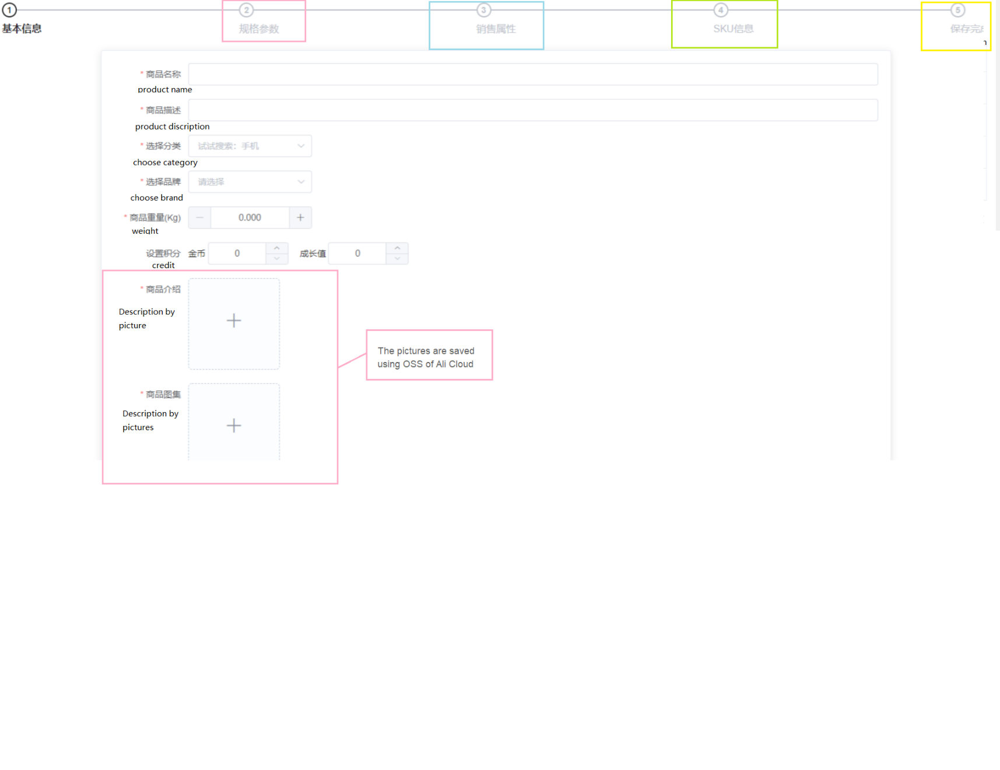 1
2
3
4
5
基本信息
规格参数
销售属性
SKU信息
保存完
* 商品名称
product name
* 商品描述
product discription
* 选择分类 试试搜索：手机
choose category
* 选择品牌 请选择
choose brand
* 商品重量(Kg) 0.000
weight
设置积分 金币 0 成长值 0
credit
* 商品介绍
Description by
picture
The pictures are saved
using OSS of Ali Cloud
* 商品图集
Description by
pictures